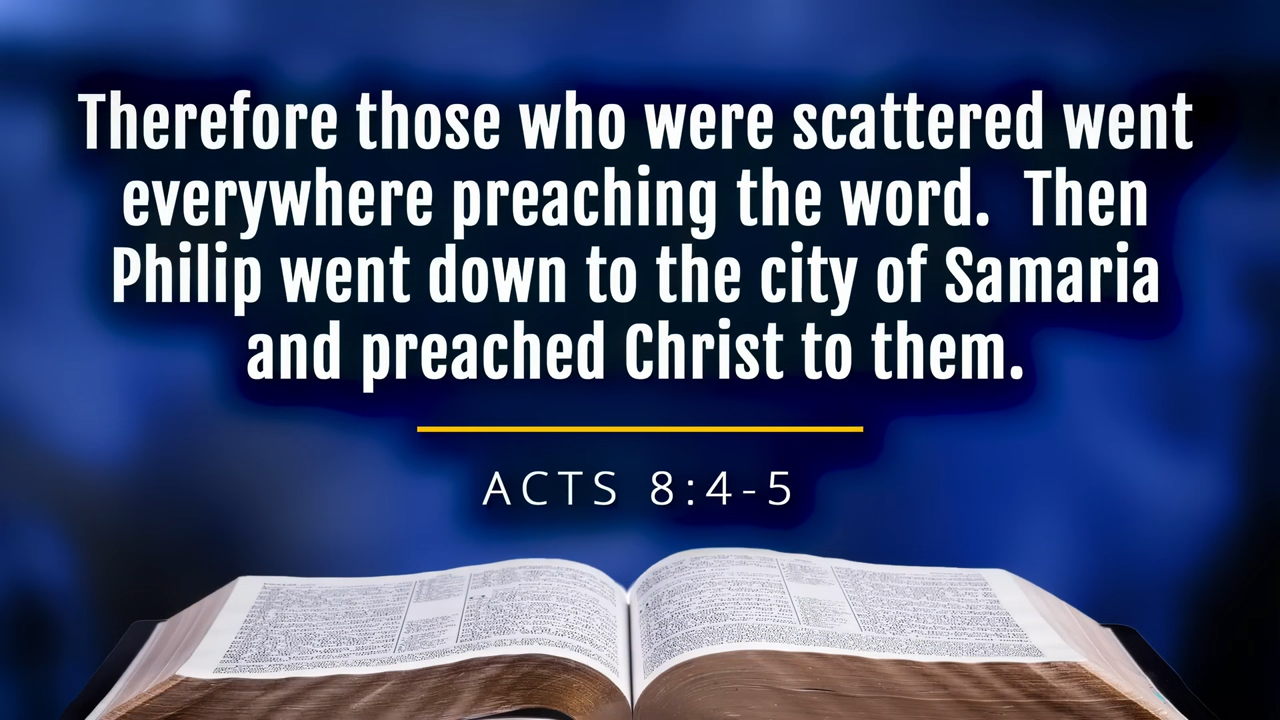 Therefore those who were scattered went
everywhere preaching the word.  Then
Philip went down to the city of Samaria
and preached Christ to them.
ACTS 8:4-5